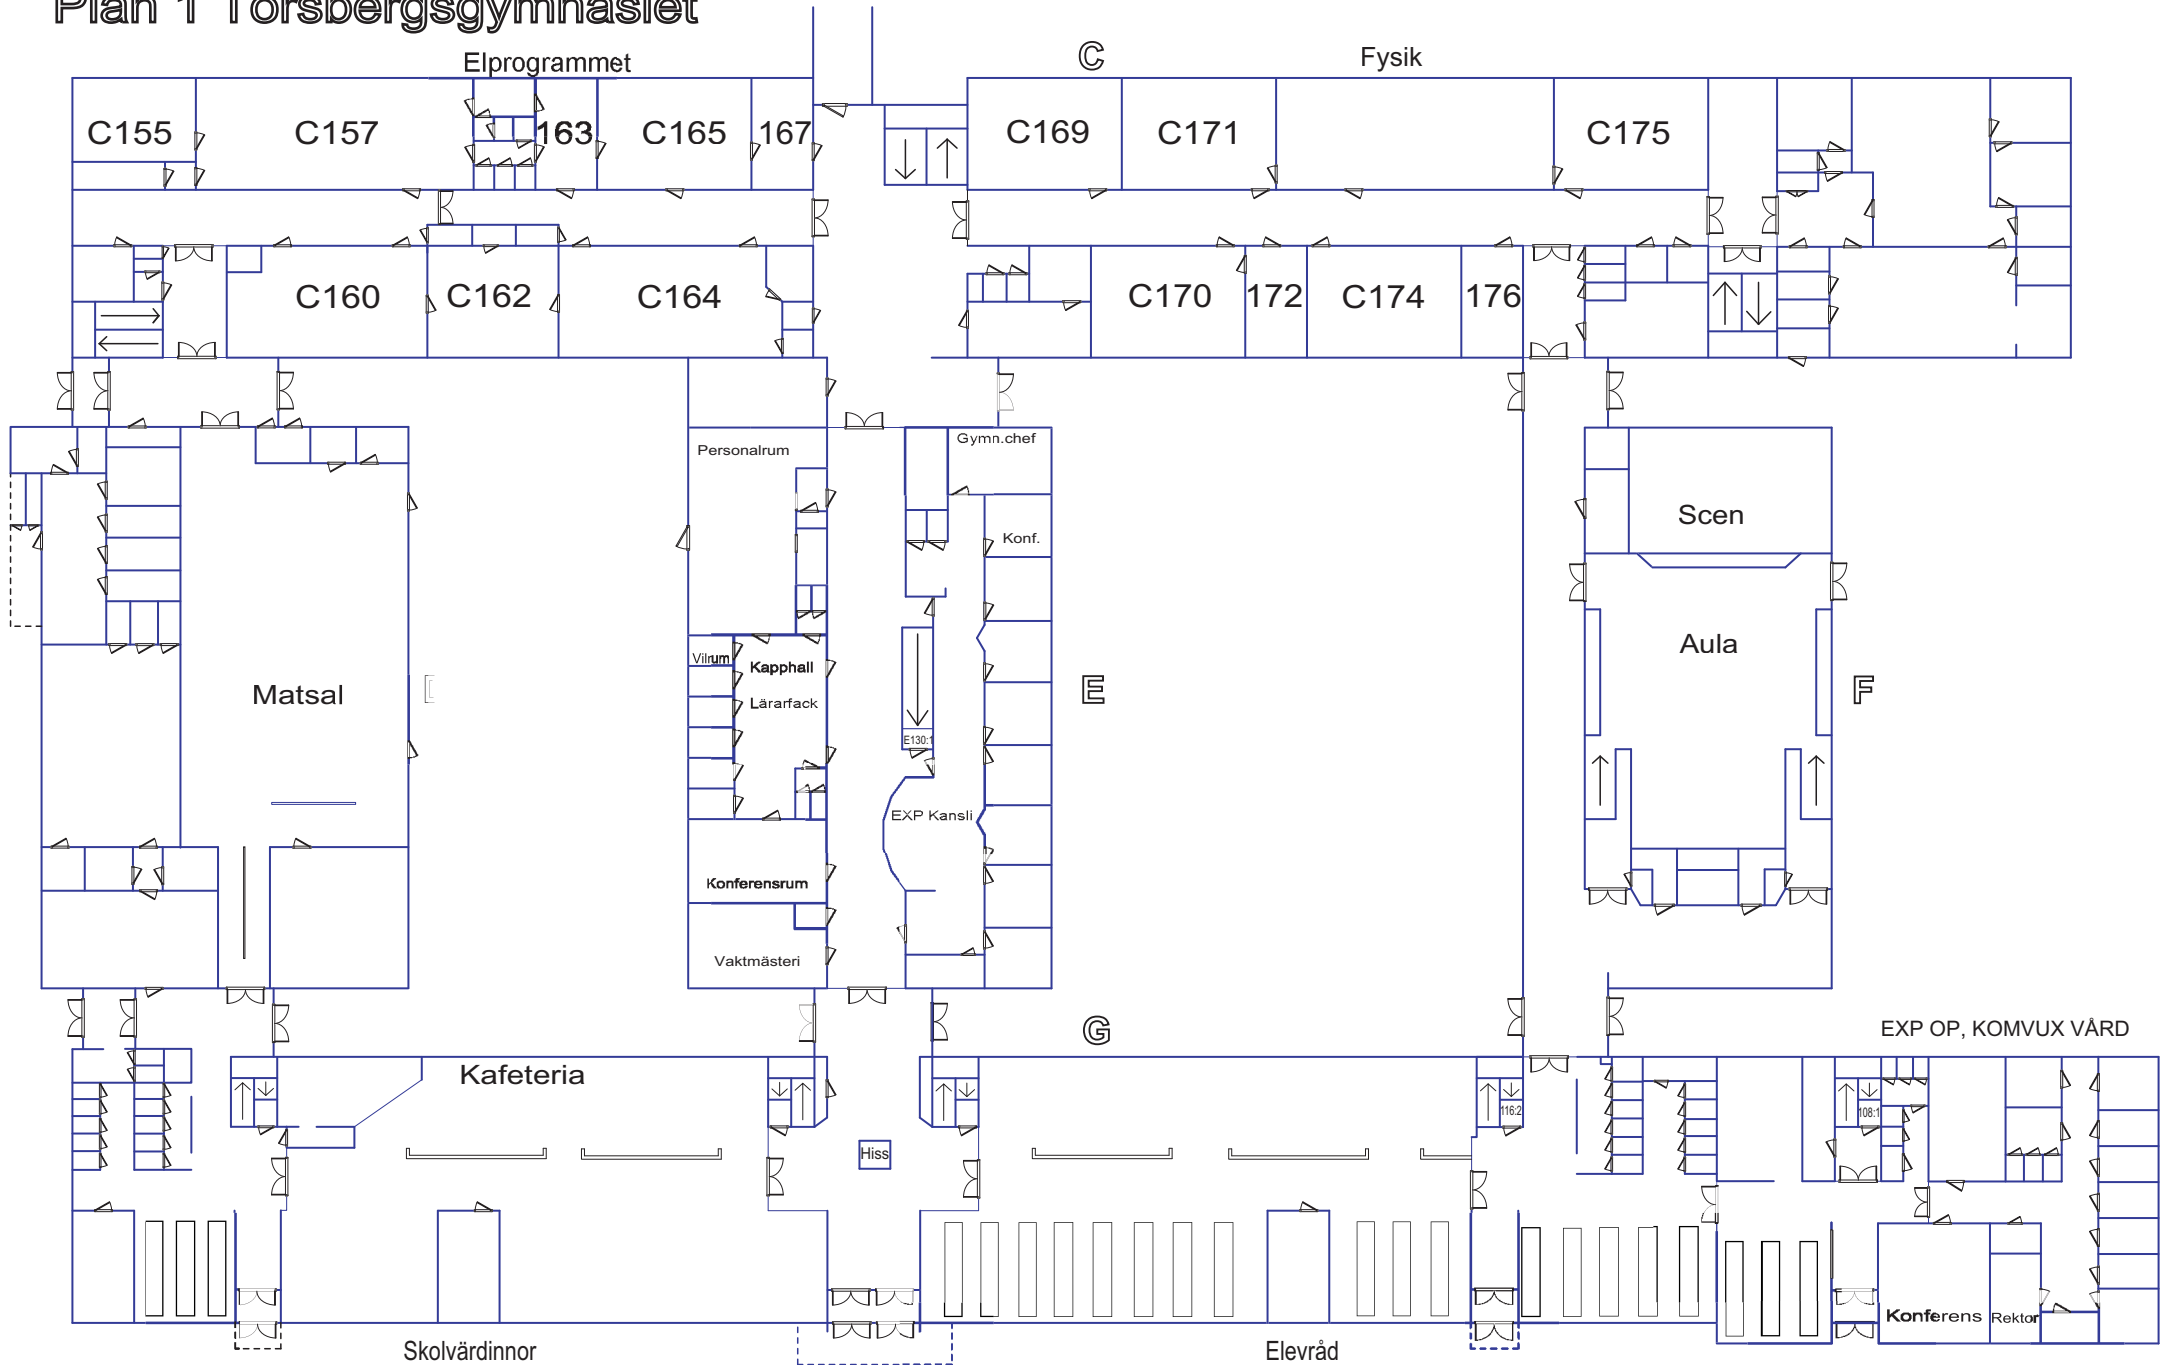 Plan 1 Torsbergsgymnasiet
Elprogrammet
C
Fysik
C155
C157
163
C165
167
C169
C171
C175
C160
C162
C164
C170
172
C174
176
Personalrum
Gymn.chef
Konf.
Scen
Vilrum
Kapphall
Lärarfack
Matsal
E130:1
E
Aula
F
EXP Kansli
Konferensrum
Vaktmästeri
G
EXP OP, KOMVUX VÅRD
Kafeteria
116:2
108:1
Hiss
Konferens
Rektor
Skolvärdinnor
Elevråd